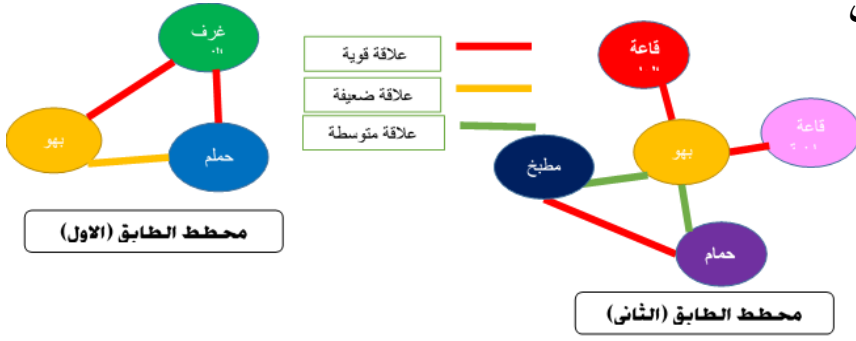 غرف
بهو
حملم
محطط الطابق (الاول)
علاقة قوية
علاقة ضعيفة
علاقة متوسطة
قاعة
قاعة
بهو
مطبخ
حمام
محطط الطابق (الثانى)